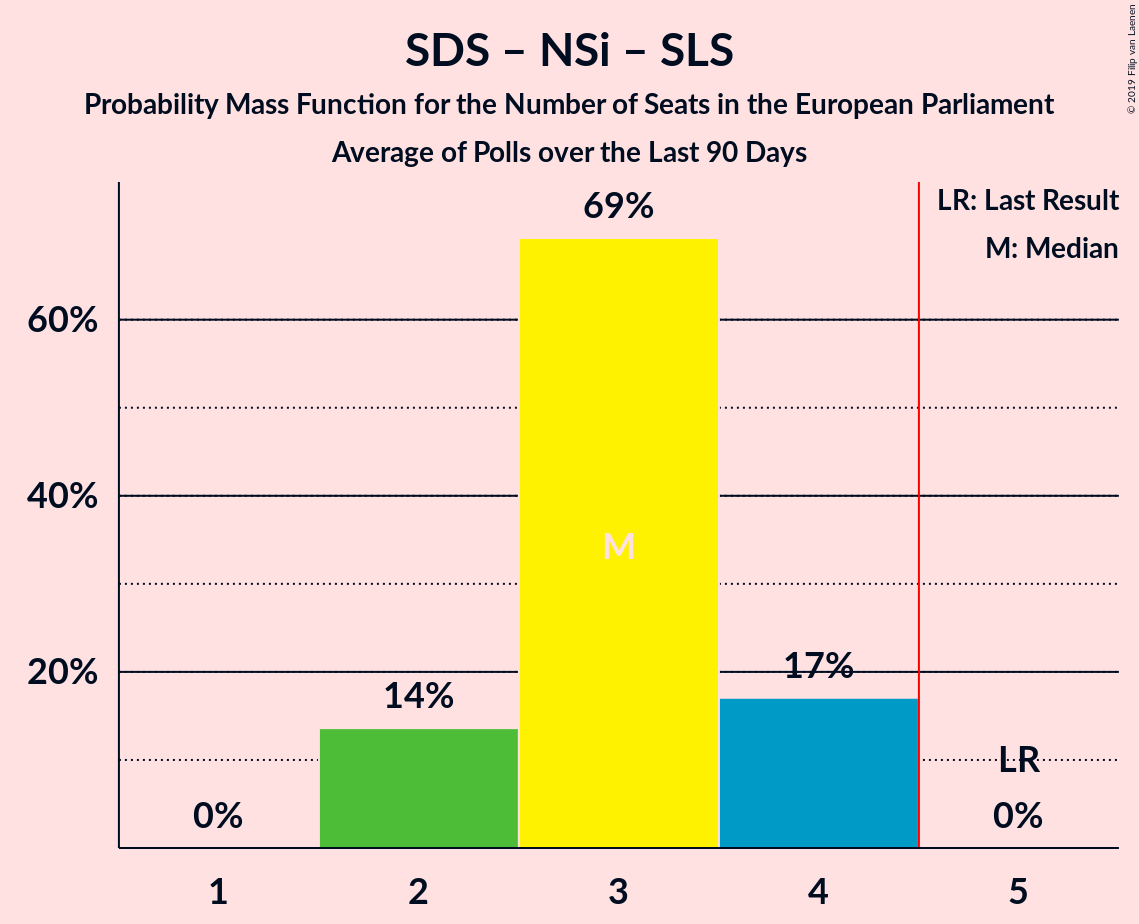 SDS – NSi – SLS
Probability Mass Function for the Number of Seats in the European Parliament
Average of Polls over the Last 90 Days
© 2019 Filip van Laenen
LR: Last Result
M: Median
69%
60%
M
40%
20%
17%
14%
LR
0%
0%
1 2 3 4 5